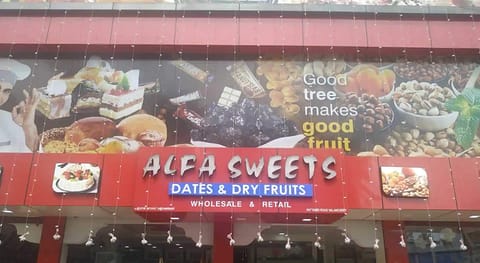 Good
tree
makes
good
fruit
ALFA SWEETS
DATES & DRY FRUITS
WHOLESALE & RETAIL